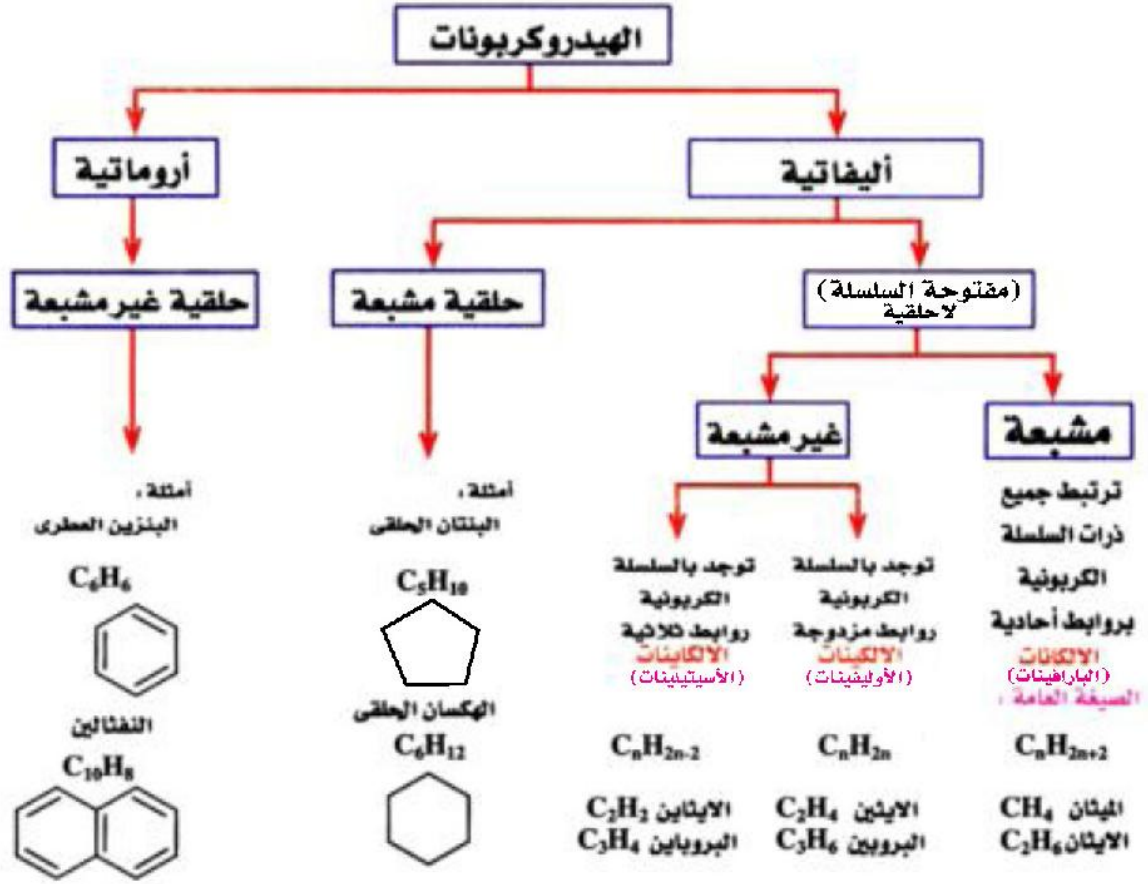 الهيدروكربونات
أليفاتية
أروماتية
(مفتوحة السلسلة)
لاحلقية
حلقية مشبعة
حلقية غير مشبعة
مشبعة
غير مشبعة
ترتبط جميع
ذرات السلسلة
الكربونية
بروابط أحادية
الالكانات
(البارافينات)
الصيغة العامة :
CnH2n+2
الميثان CH4
الايثان C2H6
توجد بالسلسلة
الكربونية
روابط مزدوجة
الالكينات
(الأوليفينات)
CnH2n
الايثين C2H4
البروبين C3H6
توجد بالسلسلة
الكربونية
روابط ثلاثية
الالكاينات
(الأسيتيلينات)
CnH2n-2
الايثاين C2H2
البروباين C3H4
أمثلة :
البنتان الحلقى
C5H10
الهكسان الحلقى
C6H12
أمثلة :
البنزين العطرى
C6H6
النفثالين
C10H8